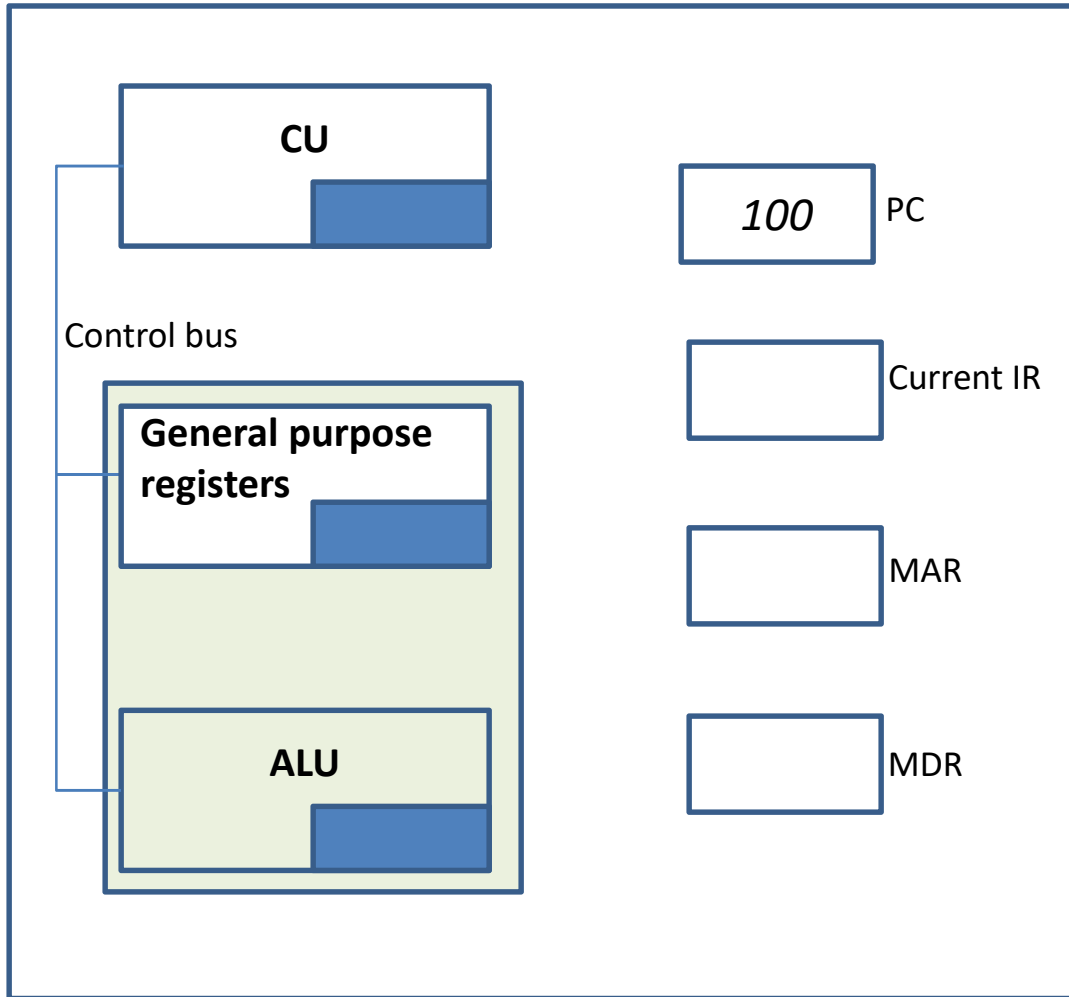 CU
100
PC
Control bus
Current IR
General purpose
registers
MAR
ALU
MDR